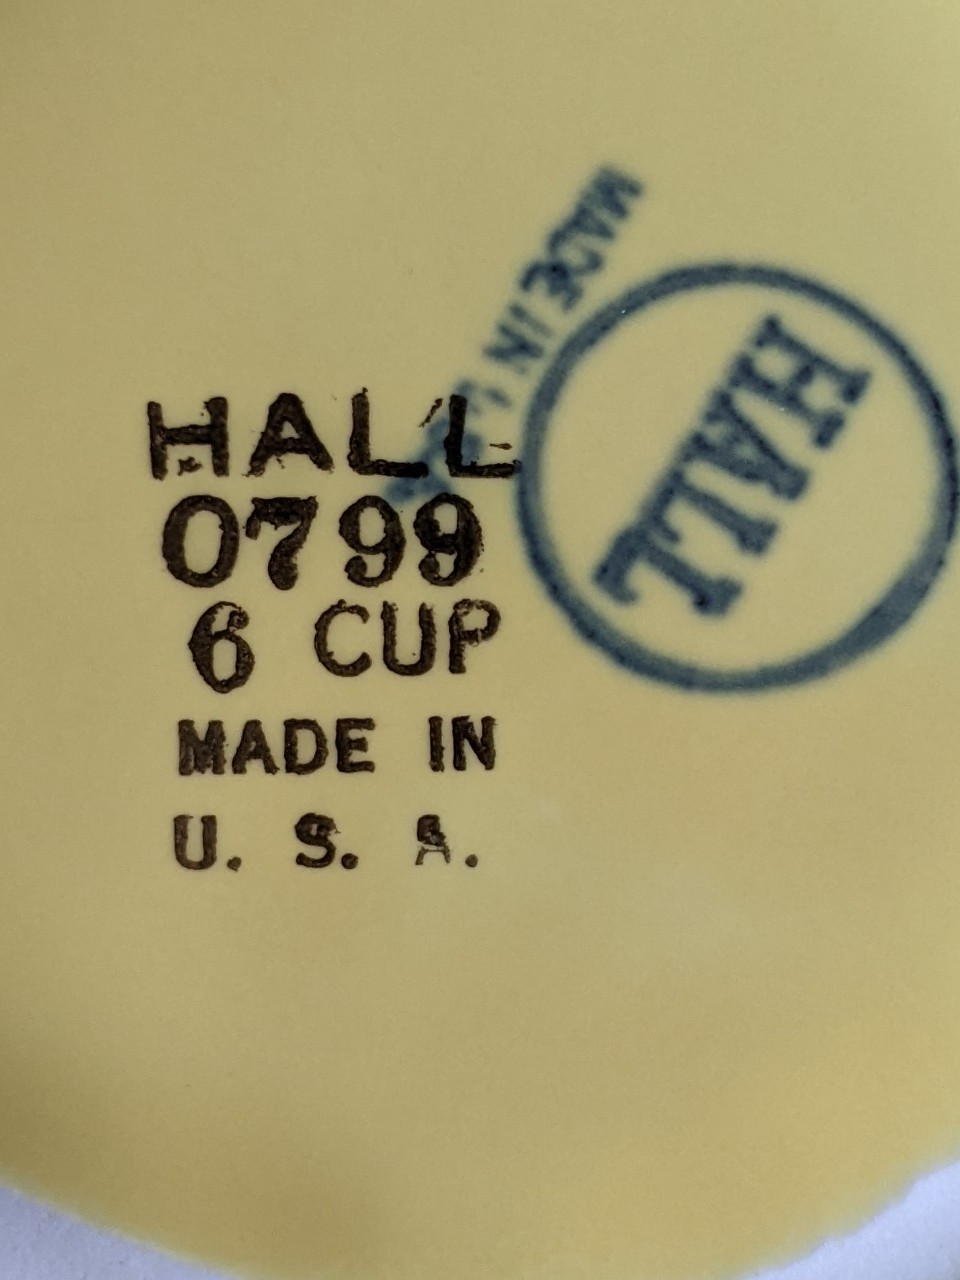 HALL
0799
6 CUP
MADE IN
U. S. A.
HALL
MADE IN U